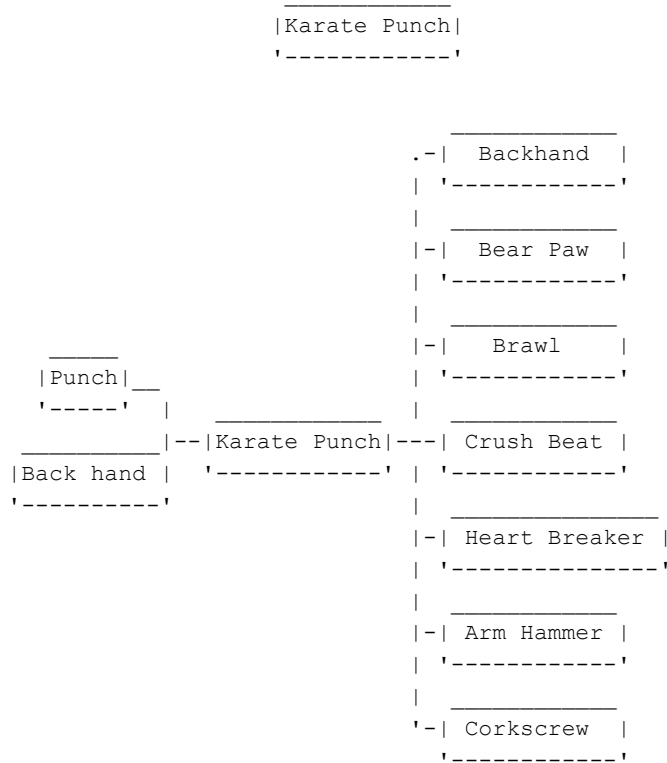 Karate Punch
Backhand
Bear Paw
Brawl
Punch
Karate Punch
Crush Beat
Back hand
Heart Breaker
Arm Hammer
Corkscrew